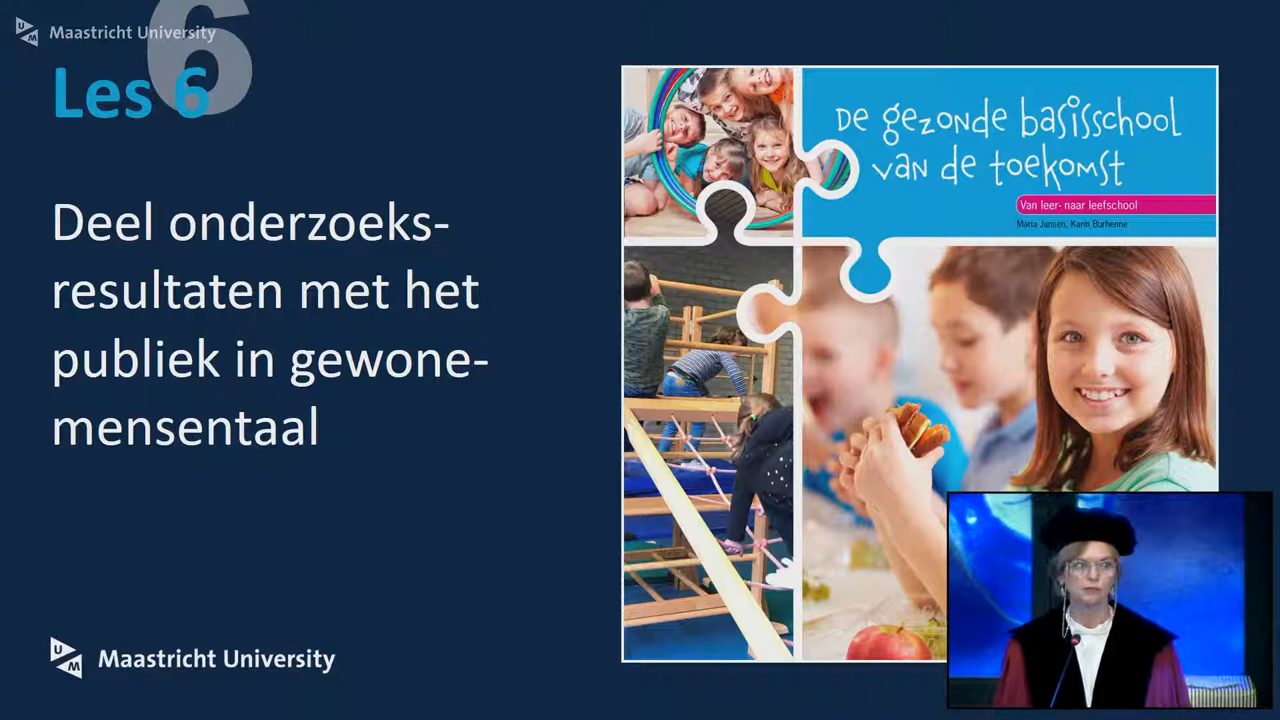 Maastricht University
6
Les 6
Deel onderzoeks-
resultaten met het
publiek in gewone-
mensentaal
De gezonde basisschool
van de toekomst
Van leer- naar leefschool
Maria Jansen, Karin Burhenne
UM Maastricht University